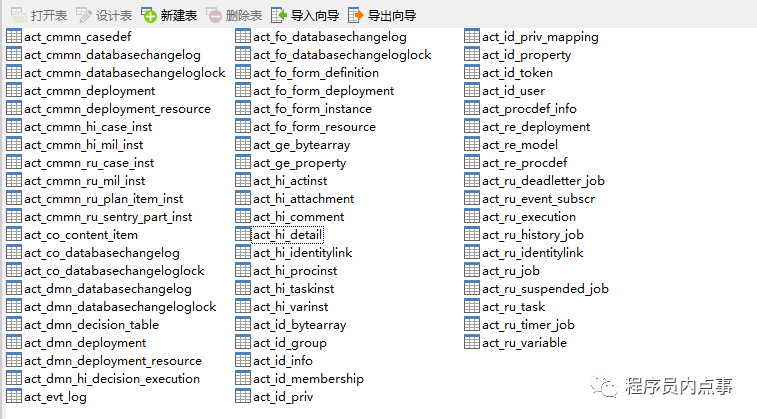 打开表 设计表 新建表 删除表 导入向导 导出向导
act_cmmn_casedef
act_cmmn_databasechangelog
act_cmmn_databasechangeloglock
act_cmmn_deployment
act_cmmn_deployment_resource
act_cmmn_hi_case_inst
act_cmmn_hi_mil_inst
act_cmmn_ru_case_inst
act_cmmn_ru_mil_inst
act_cmmn_ru_plan_item_inst
act_cmmn_ru_sentry_part_inst
act_co_content_item
act_co_databasechangelog
act_co_databasechangeloglock
act_dmn_databasechangelog
act_dmn_databasechangeloglock
act_dmn_decision_table
act_dmn_deployment
act_dmn_deployment_resource
act_dmn_hi_decision_execution
act_evt_log
act_fo_databasechangelog
act_fo_databasechangeloglock
act_fo_form_definition
act_fo_form_deployment
act_fo_form_instance
act_fo_form_resource
act_ge_bytearray
act_ge_property
act_hi_actinst
act_hi_attachment
act_hi_comment
act_hi_detail
act_hi_identitylink
act_hi_procinst
act_hi_taskinst
act_hi_varinst
act_id_bytearray
act_id_group
act_id_info
act_id_membership
act_id_priv
act_id_priv_mapping
act_id_property
act_id_token
act_id_user
act_procdef_info
act_re_deployment
act_re_model
act_re_procdef
act_ru_deadletter_job
act_ru_event_subscr
act_ru_execution
act_ru_history_job
act_ru_identitylink
act_ru_job
act_ru_suspended_job
act_ru_task
act_ru_timer_job
act_ru_variable
程序员内点事